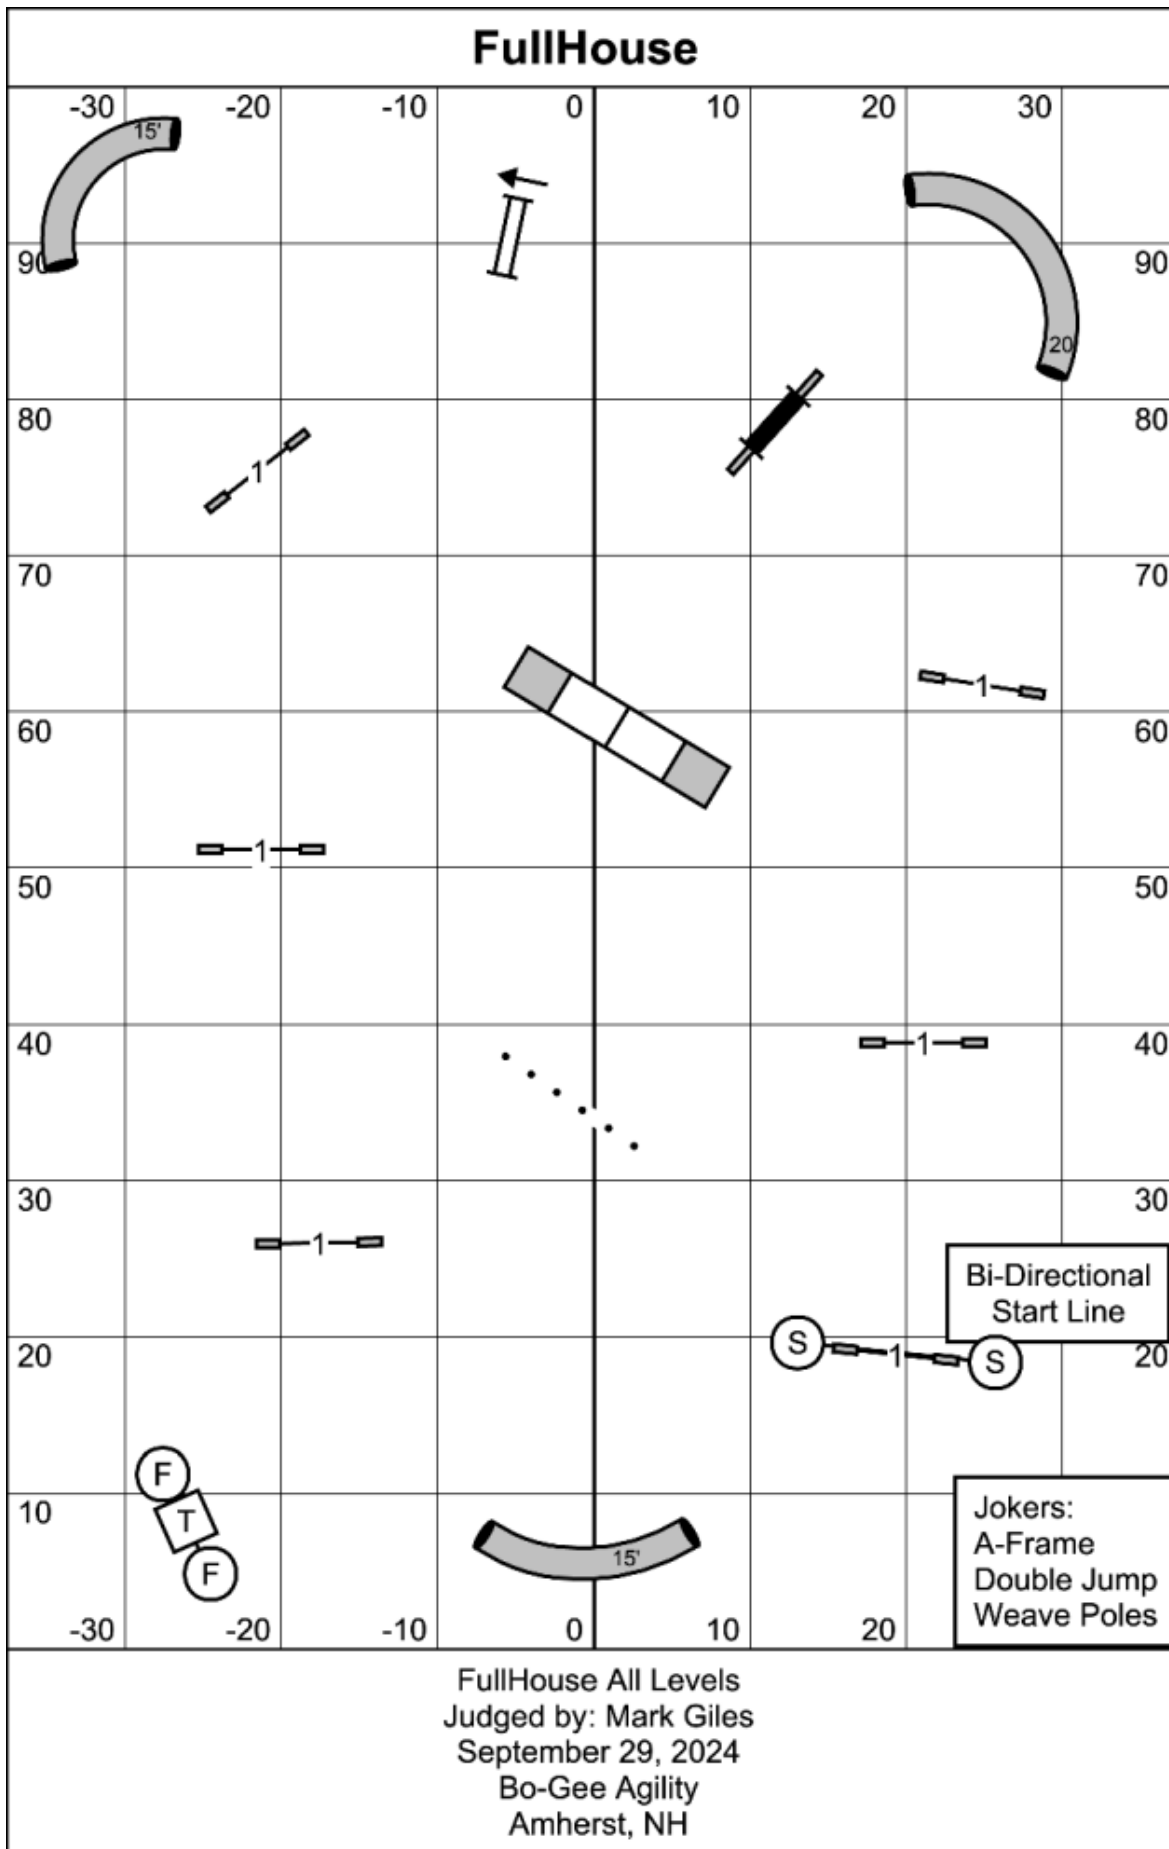 FullHouse
-30 -20 -10 0 10 20 30
15'
90 90
20
80 80
1
70 70
1
60 60
1
50 50
40 40
1
30 30
1
Bi-Directional
Start Line
20 20
S 1 S
F
10
T
F
Jokers:
A-Frame
Double Jump
Weave Poles
15'
-30 -20 -10 0 10 20
FullHouse All Levels
Judged by: Mark Giles
September 29, 2024
Bo-Gee Agility
Amherst, NH